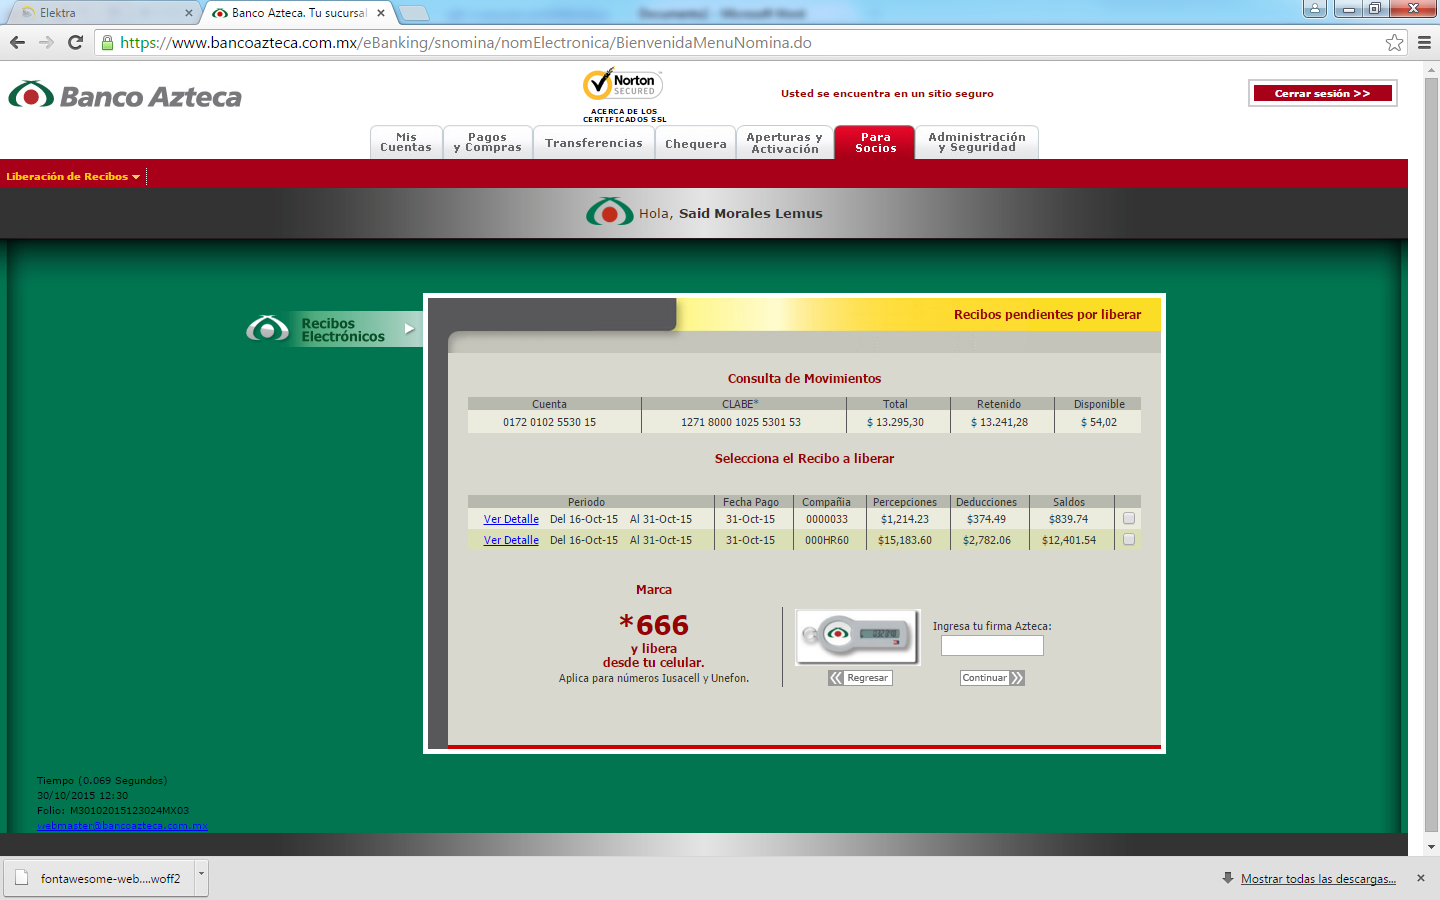 Elektra
Banco Azteca. Tu sucursal
Documento2 - Microsoft Word
https://www.bancoazteca.com.mx/eBanking/snomina/nomElectronica/BienvenidaMenuNomina.do
Banco Azteca
Norton
SECURED
ACERCA DE LOS
CERTIFICADOS SSL
Usted se encuentra en un sitio seguro
Cerrar sesión >>
Mis Cuentas
Pagos y Compras
Transferencias
Chequera
Aperturas y Activación
Para Socios
Administración y Seguridad
Liberación de Recibos
Hola, Said Morales Lemus
Recibos
Electrónicos
Recibos pendientes por liberar
Consulta de Movimientos
Cuenta CLABE* Total Retenido Disponible
0172 0102 5530 15 1271 8000 1025 5301 53 $ 13.295,30 $ 13.241,28 $ 54,02
Selecciona el Recibo a liberar
Periodo Fecha Pago Compañia Percepciones Deducciones Saldos
Ver Detalle Del 16-Oct-15 Al 31-Oct-15 31-Oct-15 0000033 $1,214.23 $374.49 $839.74
Ver Detalle Del 16-Oct-15 Al 31-Oct-15 31-Oct-15 000HR60 $15,183.60 $2,782.06 $12,401.54
Marca
*666
y libera
desde tu celular.
Aplica para números Iusacell y Unefon.
Ingresa tu firma Azteca:
Regresar
Continuar
Tiempo (0.069 Segundos)
30/10/2015 12:30
Folio: M30102015123024MX03
webmaster@bancoazteca.com.mx
fontawesome-web....woff2
Mostrar todas las descargas...